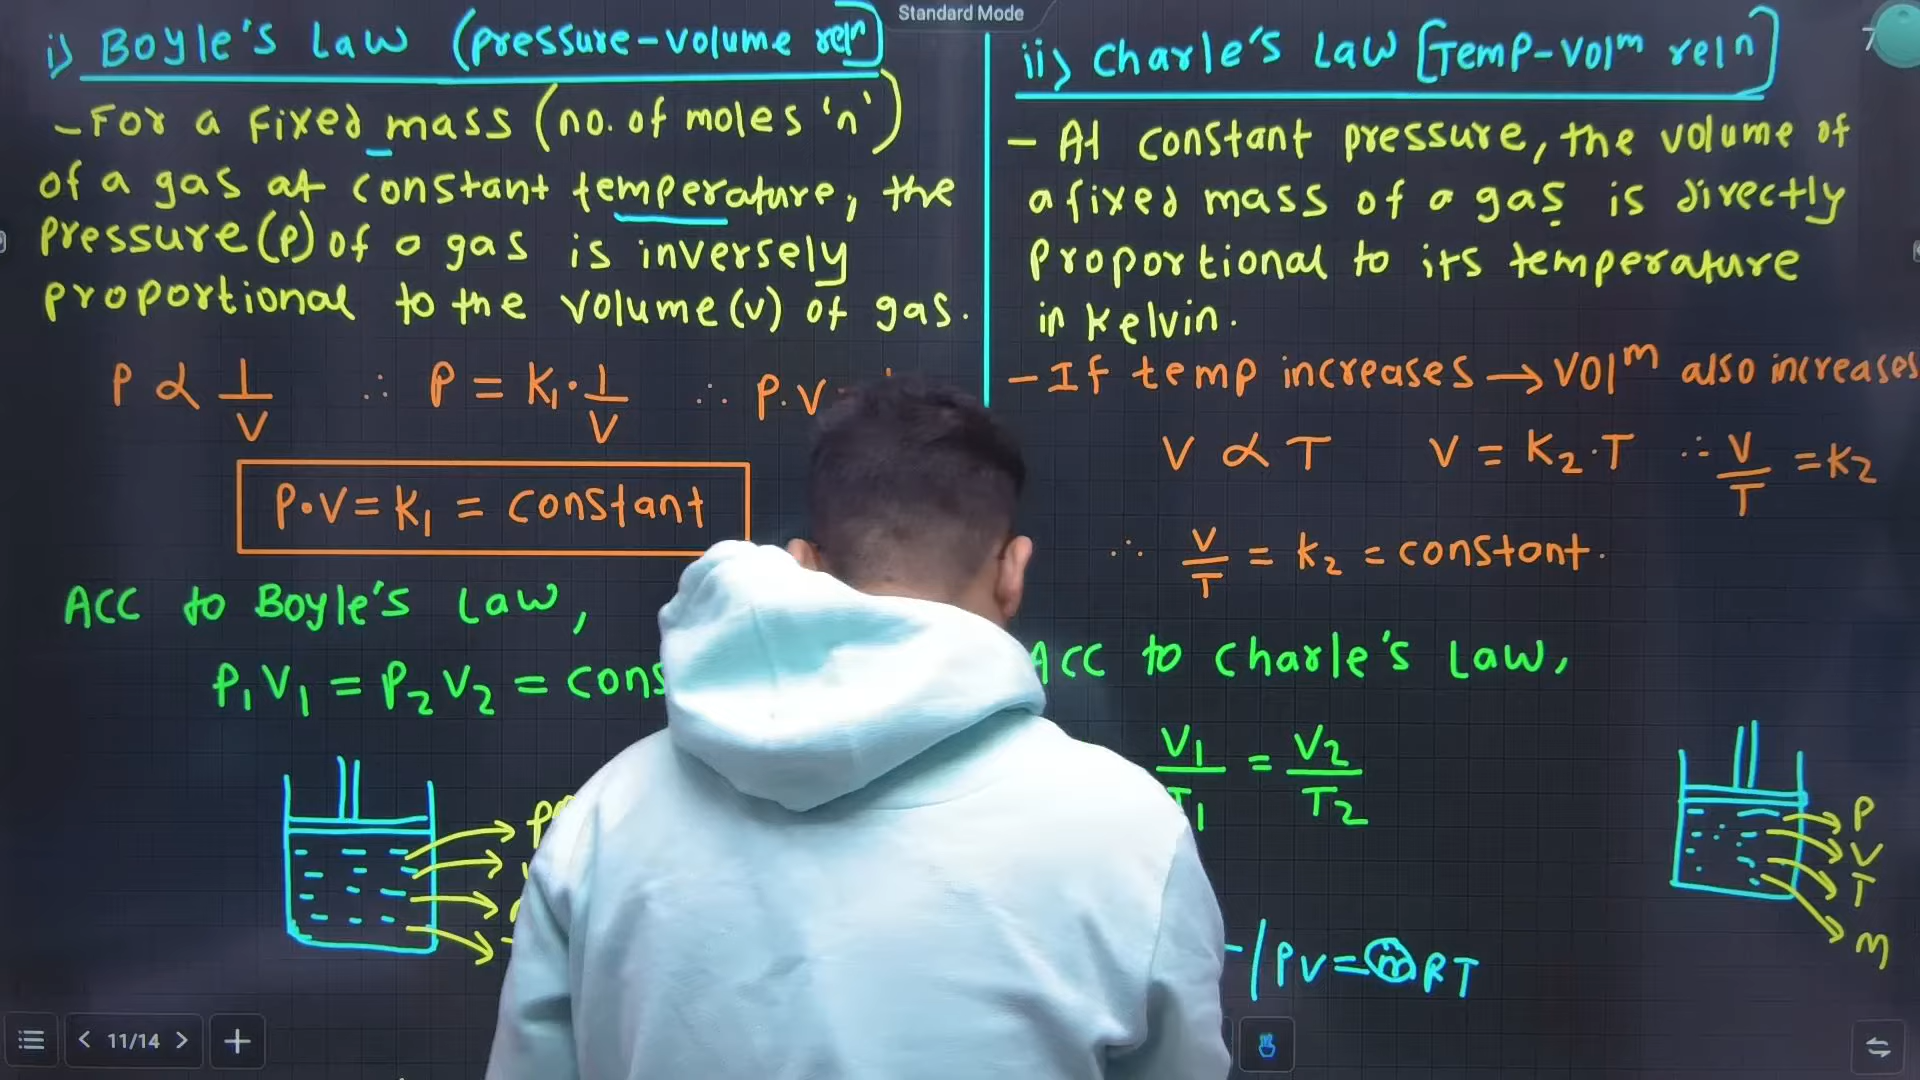 Standard Mode
i) Boyle's Law (pressure-volume reln)
- For a fixed mass (no. of moles 'n')
of a gas at constant temperature, the
pressure(P) of a gas is inversely
proportional to the volume(v) of gas.
P ∝ 1/V ∴ P = K₁·1/V ∴ P.V
P·V = K₁ = constant
Acc to Boyle's Law,
P₁V₁ = P₂V₂ = cons
ii) Charle's Law [Temp-Volᵐ reln]
7
- At constant pressure, the volume of
a fixed mass of a gas is directly
proportional to its temperature
in Kelvin.
- If temp increases → Volᵐ also increases
V ∝ T V = K₂·T ∴ V/T = K₂
∴ V/T = K₂ = constant.
Acc to Charle's Law,
V₁/T₁ = V₂/T₂
P
V
T
m
PV = nRT
11/14